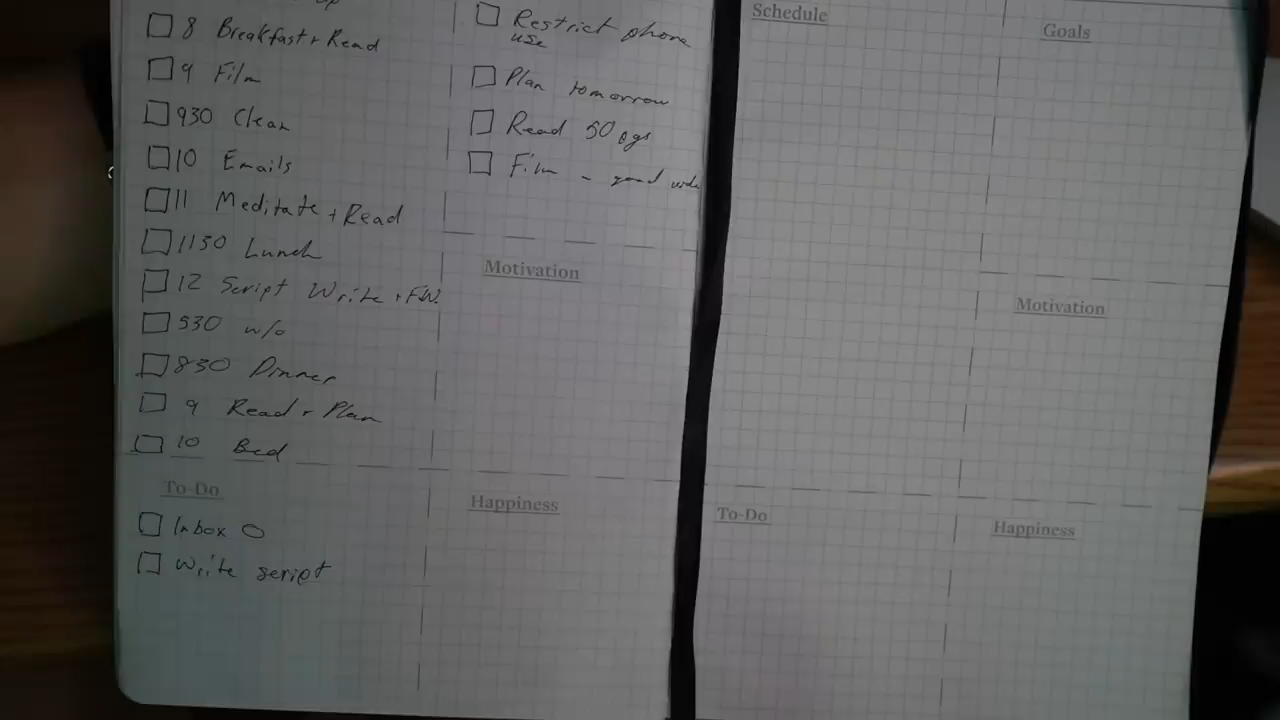 8 Breakfast + Read
9 Film
930 Clean
10 Emails
11 Meditate + Read
1130 Lunch
12 Script Write + FW
530 w/o
830 Dinner
9 Read + Plan
10 Bed
To-Do
Inbox 0
Write script
Restrict phone
use
Plan tomorrow
Read 50 pgs
Film - good
Motivation
Happiness
Schedule
Goals
Motivation
To-Do
Happiness